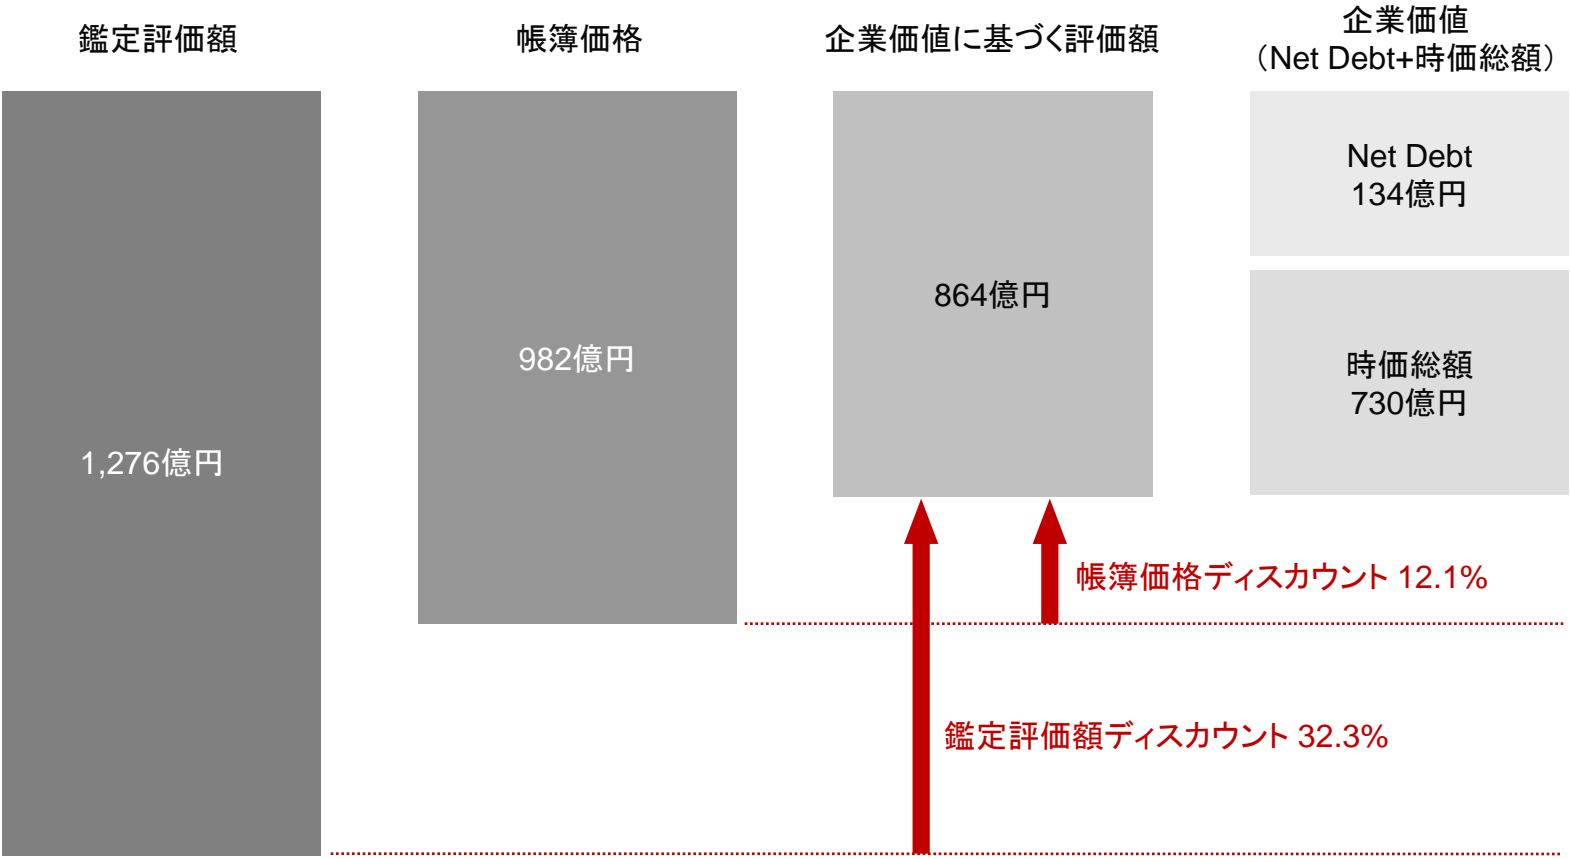 鑑定評価額
帳簿価格
企業価値に基づく評価額
企業価値
（Net Debt+時価総額）
1,276億円
982億円
864億円
Net Debt
134億円
時価総額
730億円
帳簿価格ディスカウント 12.1%
鑑定評価額ディスカウント 32.3%